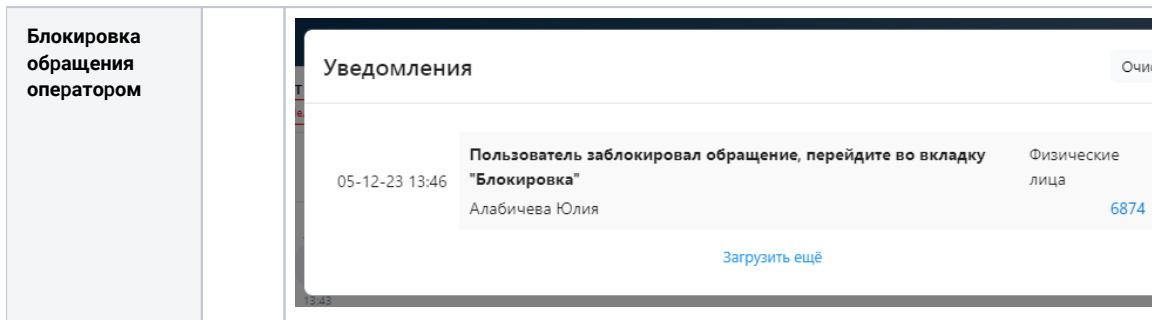 Блокировка
обращения
оператором
Уведомления
Т
е
Пользователь заблокировал обращение, перейдите во вкладку
"Блокировка"
Физические
лица
05-12-23 13:46
Алабичева Юлия
6874
Загрузить ещё
13:43